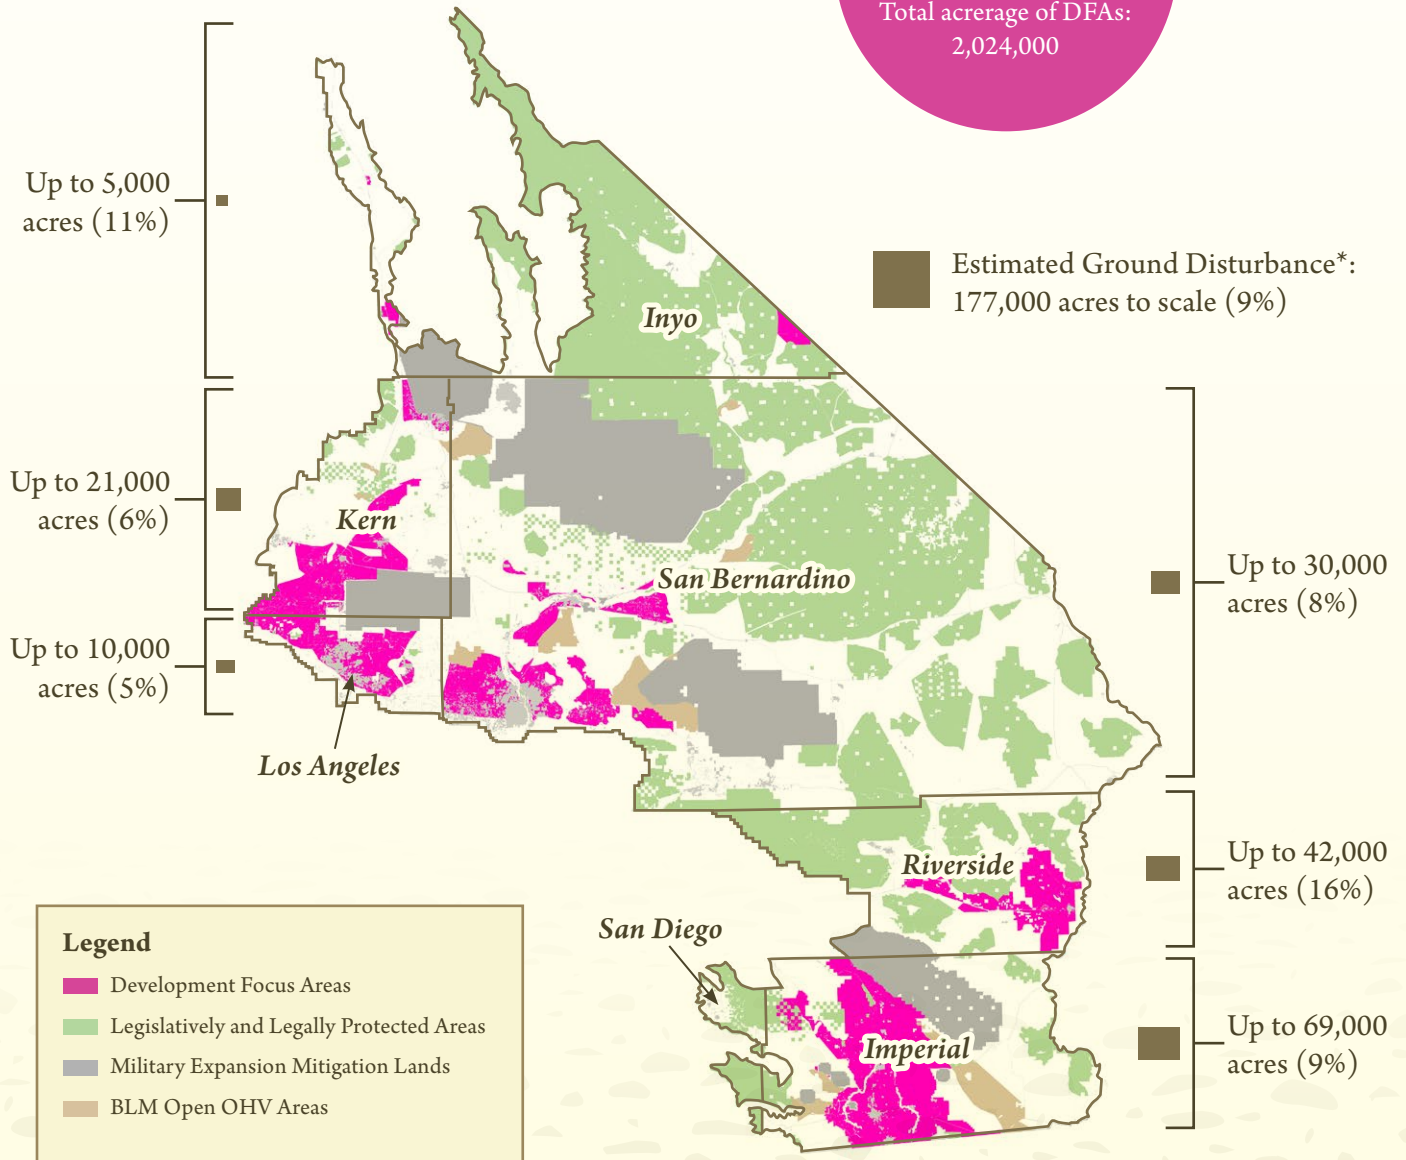 Total acrerage of DFAs:
2,024,000
Up to 5,000
acres (11%)
Estimated Ground Disturbance*:
177,000 acres to scale (9%)
Inyo
Up to 21,000
acres (6%)
Kern
San Bernardino
Up to 30,000
acres (8%)
Up to 10,000
acres (5%)
Los Angeles
Riverside
Up to 42,000
acres (16%)
San Diego
Imperial
Up to 69,000
acres (9%)
Legend
Development Focus Areas
Legislatively and Legally Protected Areas
Military Expansion Mitigation Lands
BLM Open OHV Areas